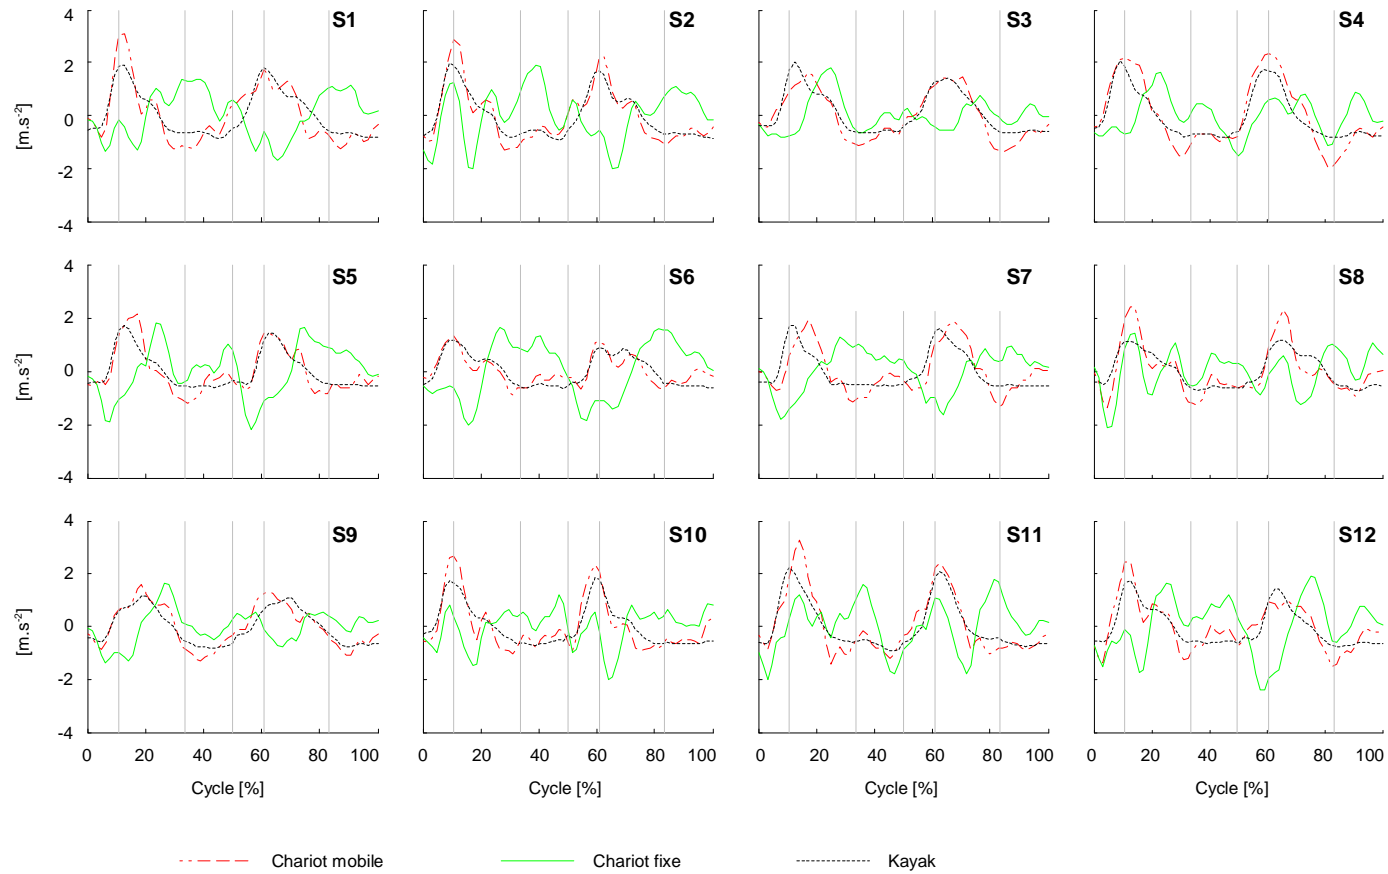 4 S1 S2 S3 S4
2
0
-2
-4
[m.s-2]
4 S5 S6 S7 S8
2
0
-2
-4
[m.s-2]
4 S9 S10 S11 S12
2
0
-2
-4
[m.s-2]
0 20 40 60 80 100 0 20 40 60 80 100 0 20 40 60 80 100 0 20 40 60 80 100
Cycle [%] Cycle [%] Cycle [%] Cycle [%]
Chariot mobile Chariot fixe Kayak